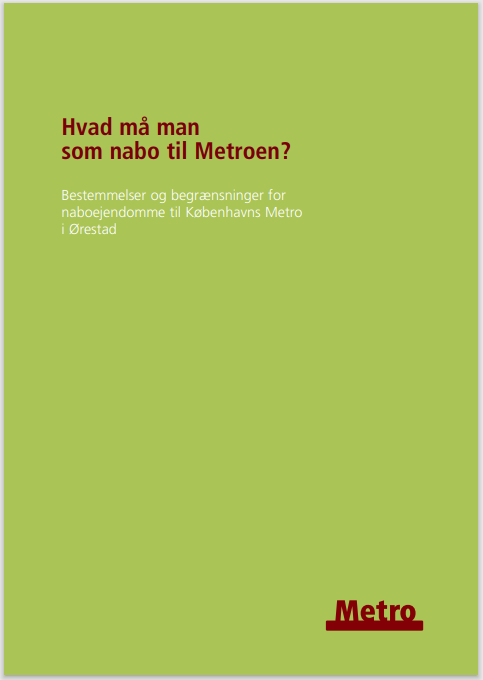 Hvad må man
som nabo til Metroen?
Bestemmelser og begrænsninger for
naboejendomme til Københavns Metro
i Ørestad
Metro